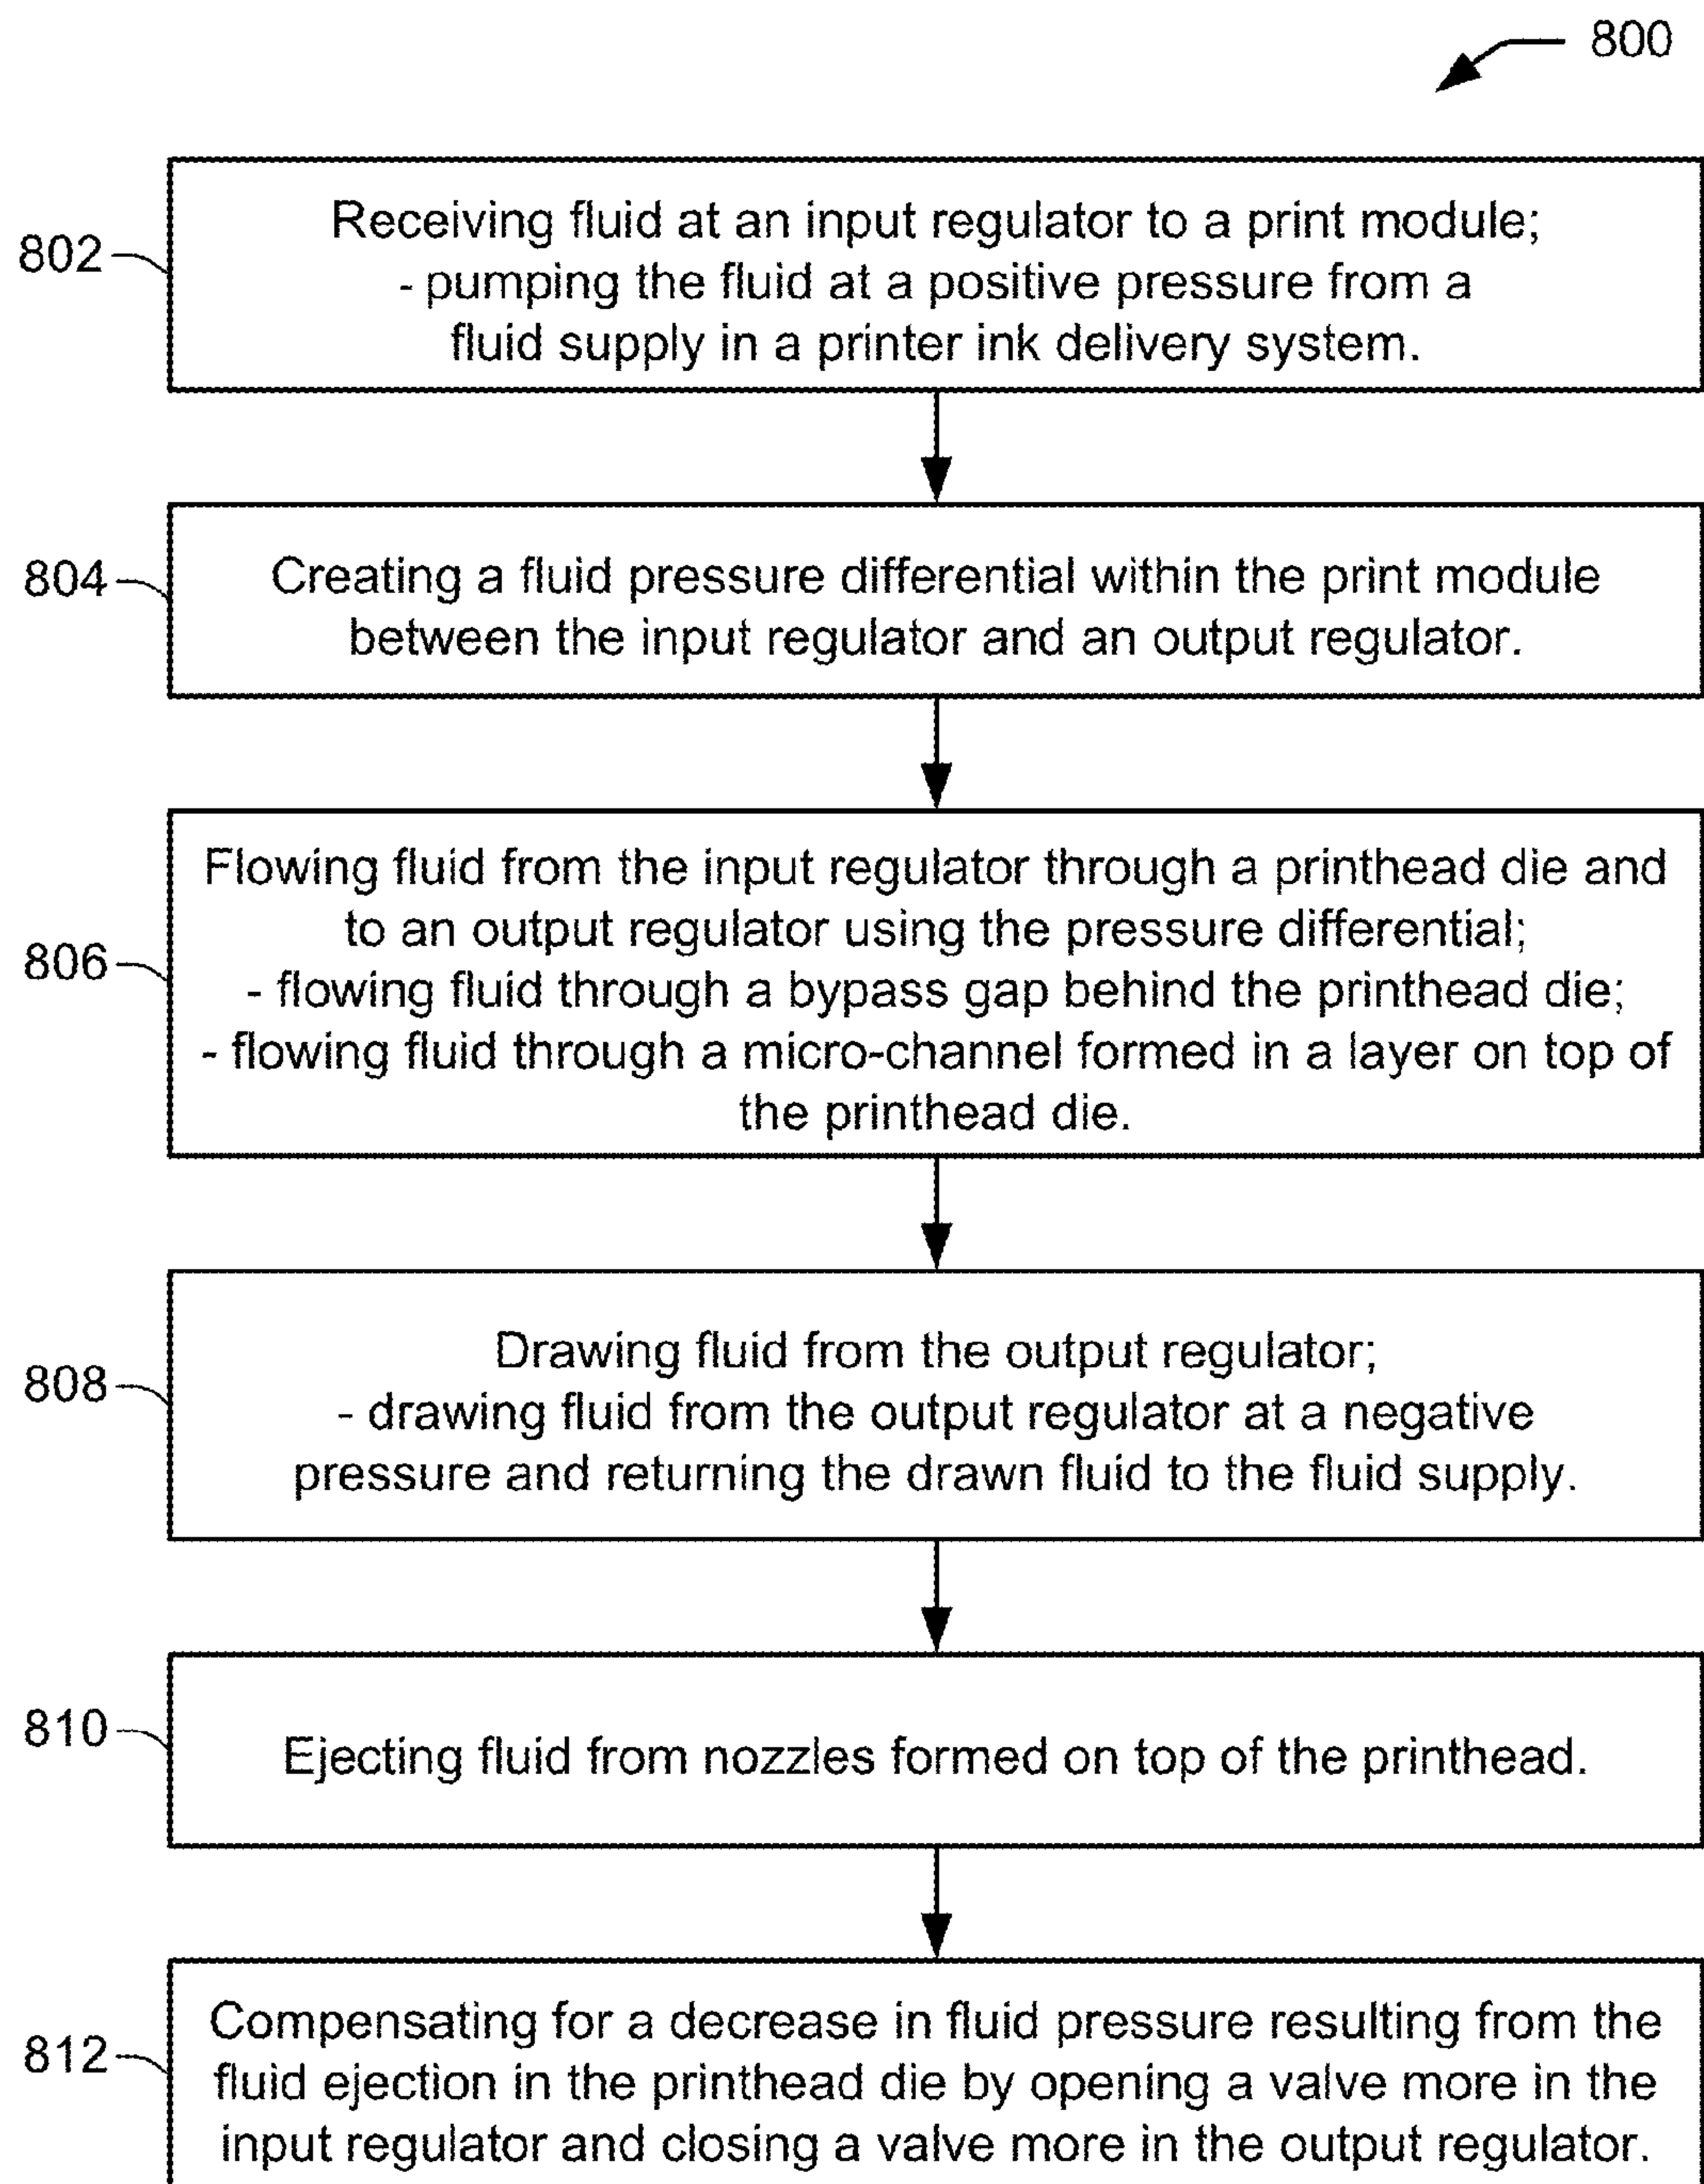 800
802
Receiving fluid at an input regulator to a print module;
- pumping the fluid at a positive pressure from a
fluid supply in a printer ink delivery system.
804
Creating a fluid pressure differential within the print module
between the input regulator and an output regulator.
806
Flowing fluid from the input regulator through a printhead die and
to an output regulator using the pressure differential;
- flowing fluid through a bypass gap behind the printhead die;
- flowing fluid through a micro-channel formed in a layer on top of
the printhead die.
808
Drawing fluid from the output regulator;
- drawing fluid from the output regulator at a negative
pressure and returning the drawn fluid to the fluid supply.
810
Ejecting fluid from nozzles formed on top of the printhead.
812
Compensating for a decrease in fluid pressure resulting from the
fluid ejection in the printhead die by opening a valve more in the
input regulator and closing a valve more in the output regulator.